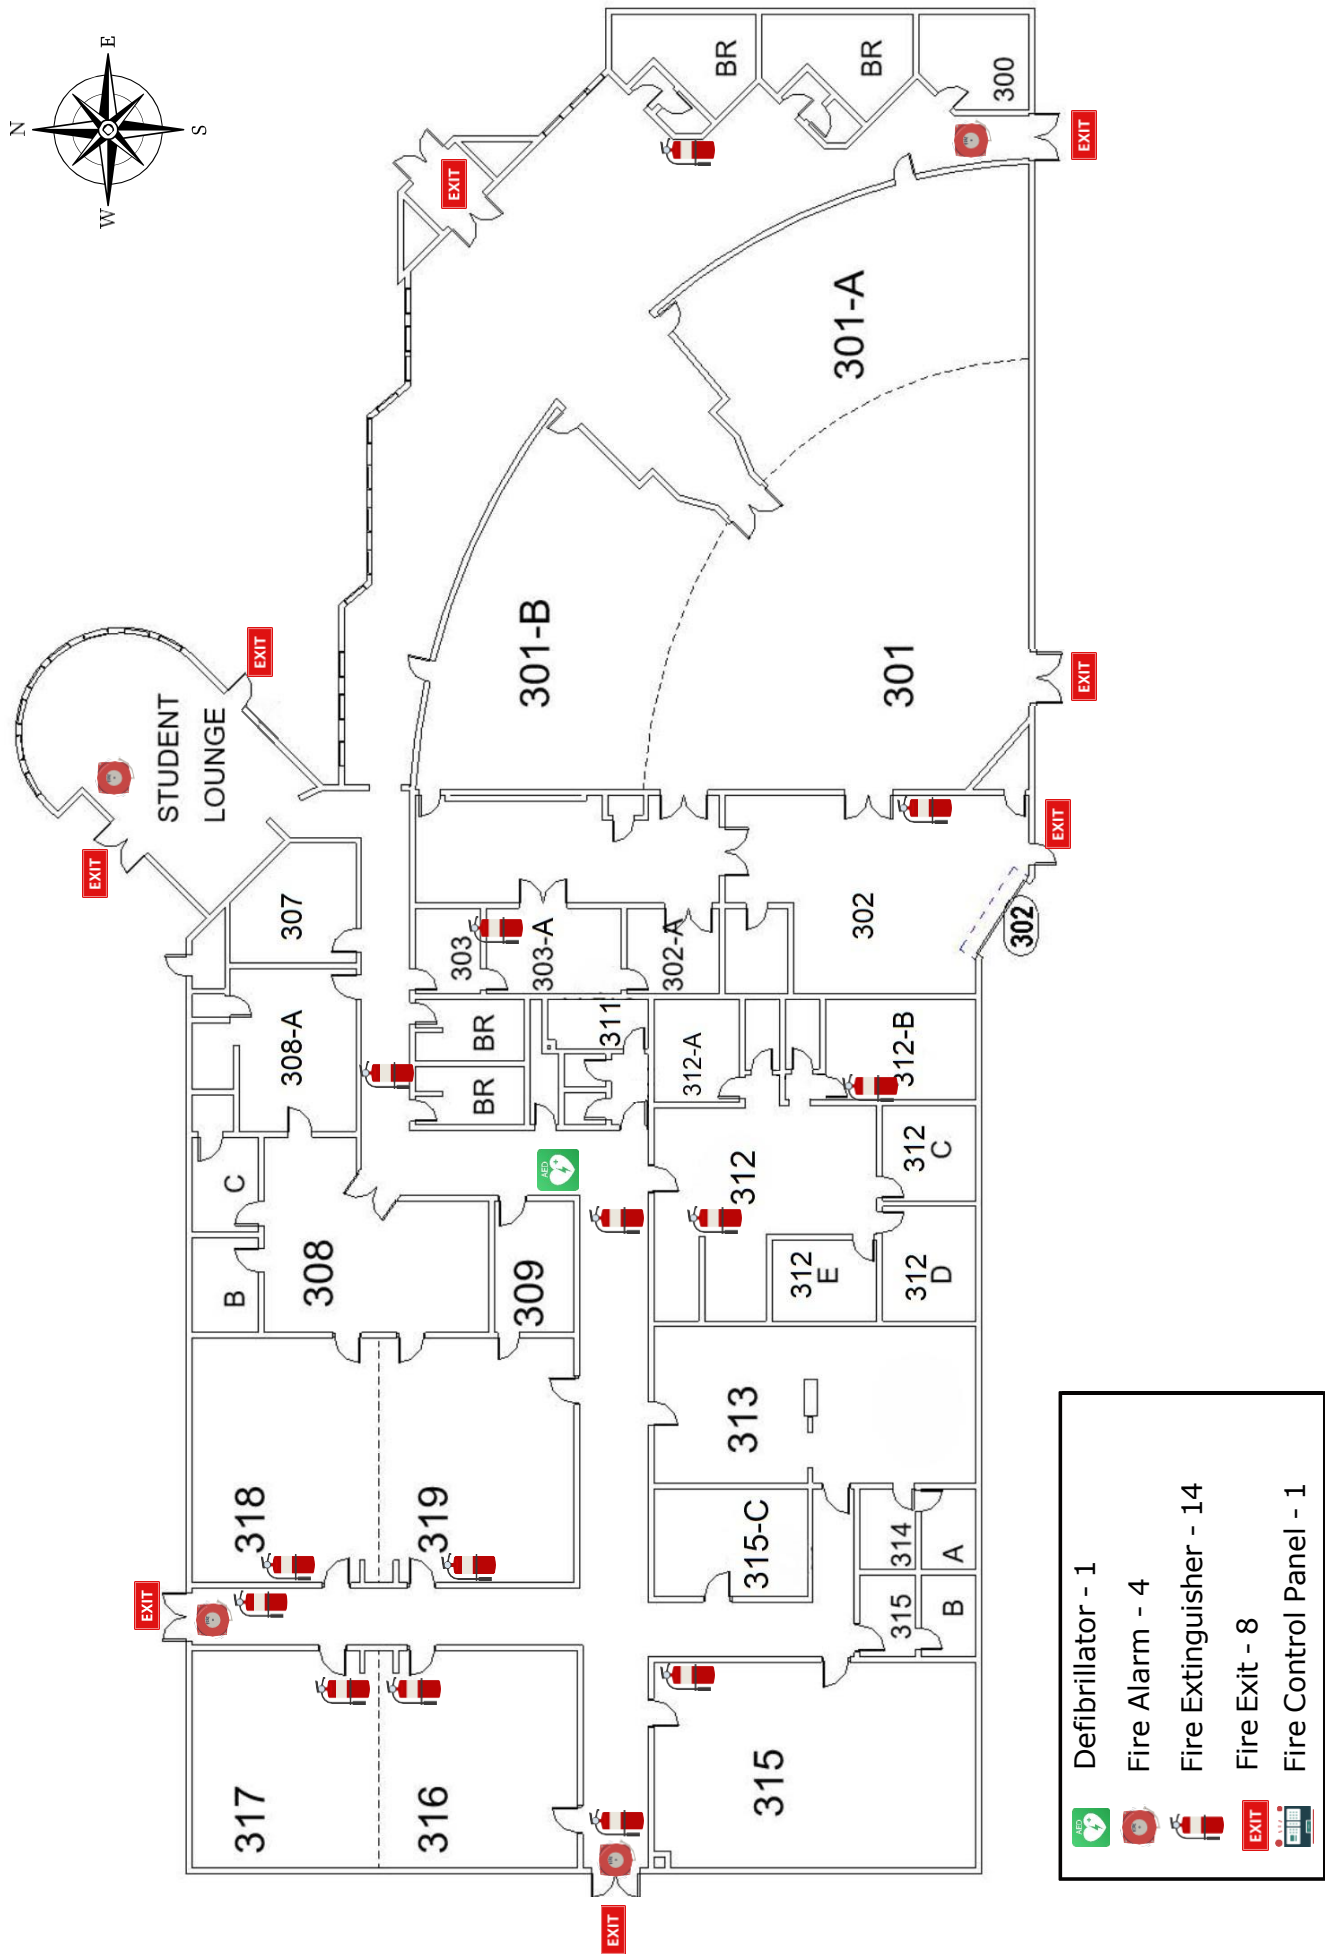 N
E
S
W
BR
BR
300
EXIT
EXIT
301-A
STUDENT
LOUNGE
EXIT
EXIT
301-B
301
EXIT
EXIT
307
303
303-A
302-A
302
302
308-A
BR
BR
311
312-A
312-B
C
B
308
309
AED
312
312
C
312
D
312
E
318
319
313
315-C
314
A
315
B
EXIT
317
316
315
EXIT
AED
Defibrillator - 1
Fire Alarm - 4
Fire Extinguisher - 14
EXIT
Fire Exit - 8
Fire Control Panel - 1